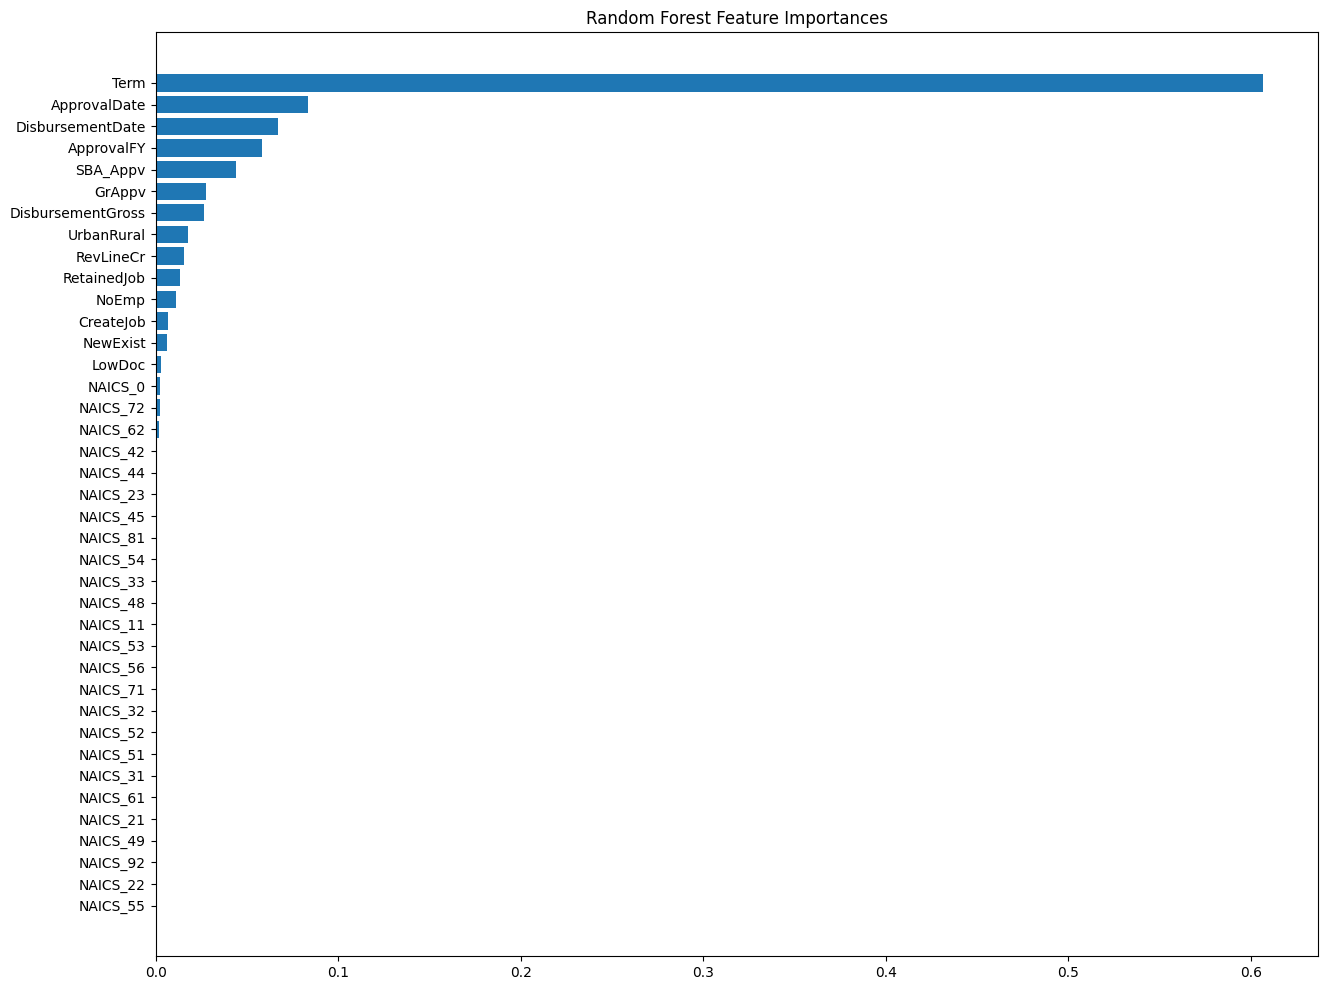 Random Forest Feature Importances
Term
ApprovalDate
DisbursementDate
ApprovalFY
SBA_Appv
GrAppv
DisbursementGross
UrbanRural
RevLineCr
RetainedJob
NoEmp
CreateJob
NewExist
LowDoc
NAICS_0
NAICS_72
NAICS_62
NAICS_42
NAICS_44
NAICS_23
NAICS_45
NAICS_81
NAICS_54
NAICS_33
NAICS_48
NAICS_11
NAICS_53
NAICS_56
NAICS_71
NAICS_32
NAICS_52
NAICS_51
NAICS_31
NAICS_61
NAICS_21
NAICS_49
NAICS_92
NAICS_22
NAICS_55
0.0 0.1 0.2 0.3 0.4 0.5 0.6